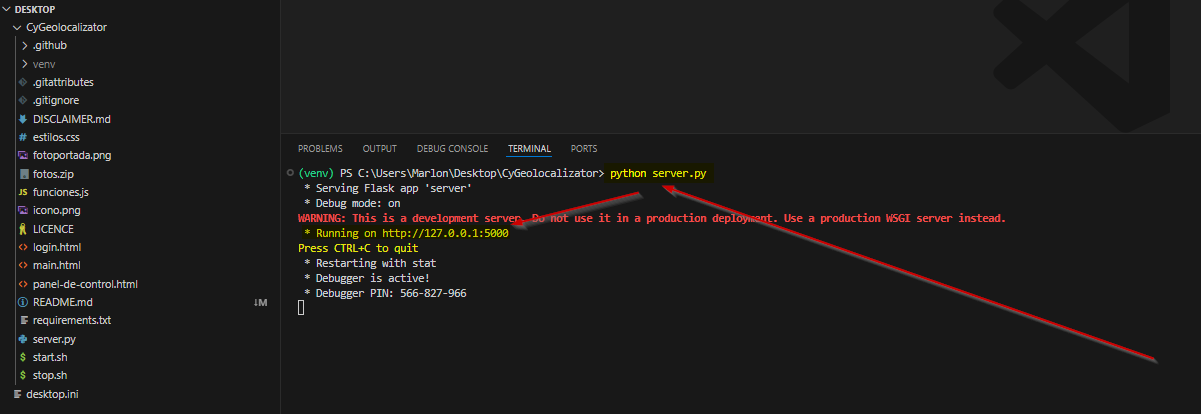 DESKTOP
CyGeolocalizator
.github
venv
.gitattributes
.gitignore
DISCLAIMER.md
estilos.css
fotoportada.png
fotos.zip
funciones.js
icono.png
LICENCE
login.html
main.html
panel-de-control.html
README.md ↓M
requirements.txt
server.py
start.sh
stop.sh
desktop.ini
PROBLEMS OUTPUT DEBUG CONSOLE TERMINAL PORTS
(venv) PS C:\Users\Marlon\Desktop\CyGeolocalizator> python server.py
* Serving Flask app 'server'
* Debug mode: on
WARNING: This is a development server. Do not use it in a production deployment. Use a production WSGI server instead.
* Running on http://127.0.0.1:5000
Press CTRL+C to quit
* Restarting with stat
* Debugger is active!
* Debugger PIN: 566-827-966